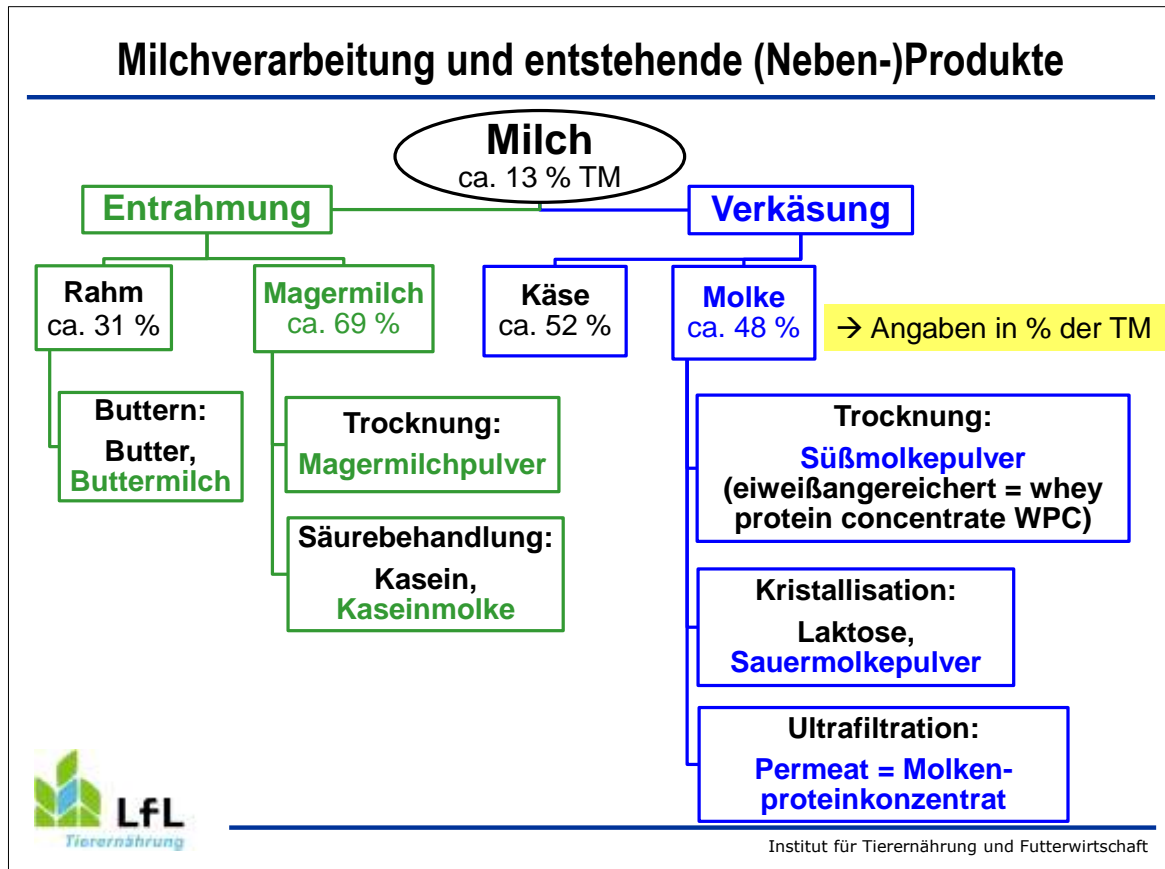 Milchverarbeitung und entstehende (Neben-)Produkte
Milch
ca. 13 % TM
Entrahmung
Verkäsung
Rahm
ca. 31 %
Magermilch
ca. 69 %
Käse
ca. 52 %
Molke
ca. 48 %
→ Angaben in % der TM
Buttern:
Butter,
Buttermilch
Trocknung:
Magermilchpulver
Säurebehandlung:
Kasein,
Kaseinmolke
Trocknung:
Süßmolkepulver
(eiweißangereichert = whey
protein concentrate WPC)
Kristallisation:
Laktose,
Sauermolkepulver
Ultrafiltration:
Permeat = Molken-
proteinkonzentrat
LfL
Tierernährung
Institut für Tierernährung und Futterwirtschaft